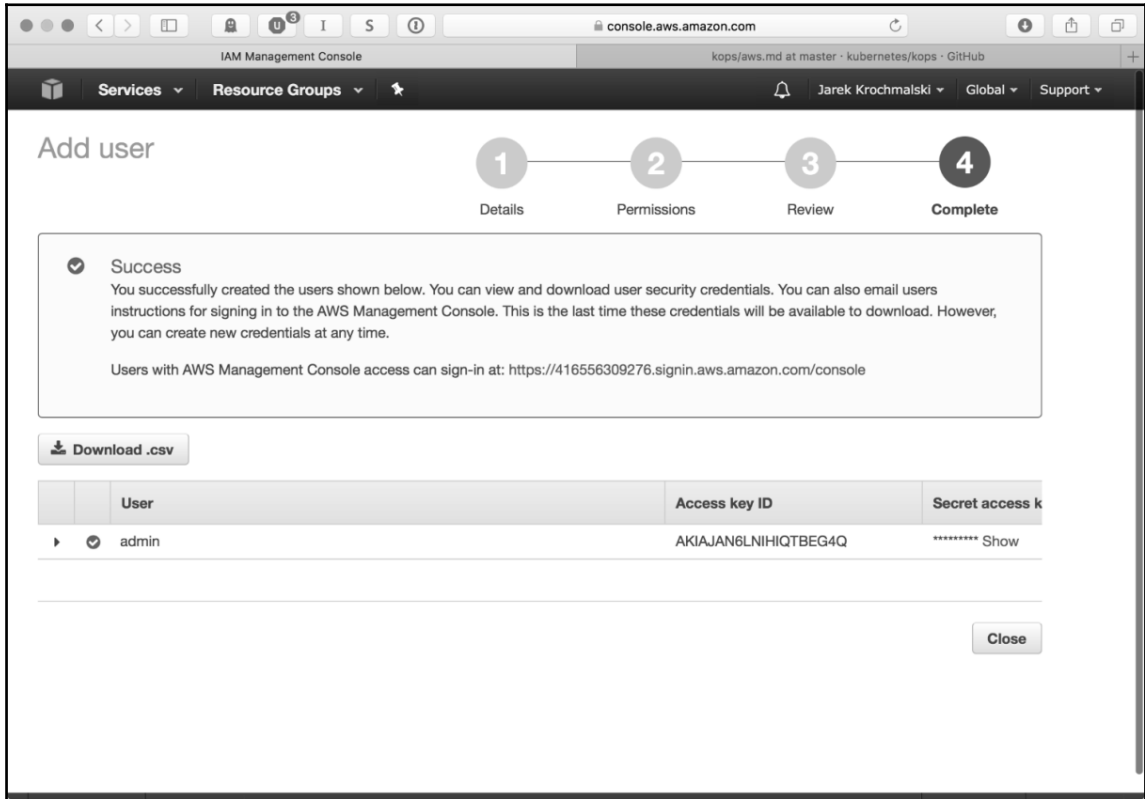 3
I
S
console.aws.amazon.com
IAM Management Console
kops/aws.md at master · kubernetes/kops · GitHub
+
Services
Resource Groups
Jarek Krochmalski
Global
Support
Add user
1
2
3
4
Details
Permissions
Review
Complete
Success
You successfully created the users shown below. You can view and download user security credentials. You can also email users
instructions for signing in to the AWS Management Console. This is the last time these credentials will be available to download. However,
you can create new credentials at any time.
Users with AWS Management Console access can sign-in at: https://416556309276.signin.aws.amazon.com/console
Download .csv
User
Access key ID
Secret access k
admin
AKIAJAN6LNIHIQTBEG4Q
********* Show
Close